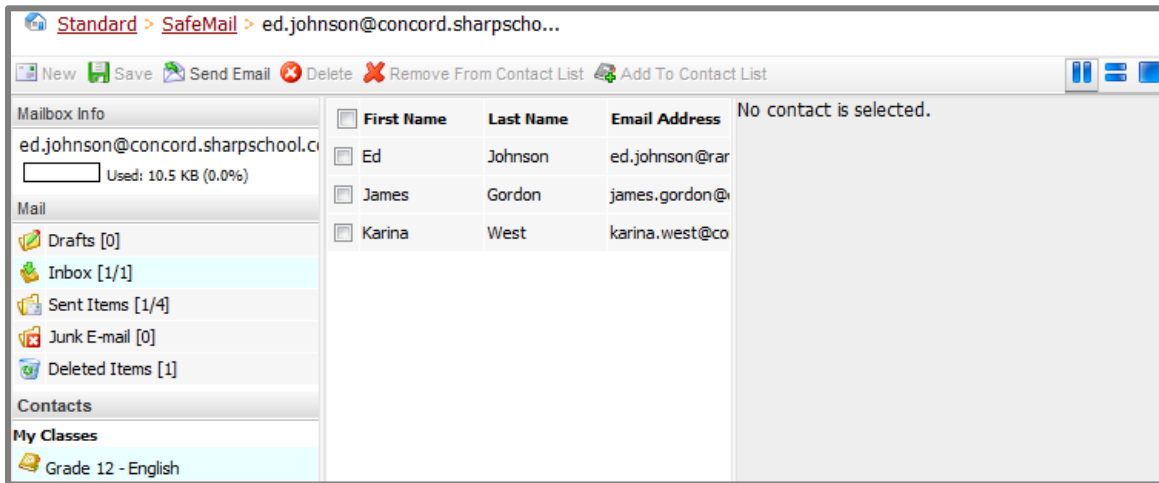 Standard > SafeMail > ed.johnson@concord.sharpscho...
New Save Send Email Delete Remove From Contact List Add To Contact List
Mailbox Info
ed.johnson@concord.sharpschool.c
Used: 10.5 KB (0.0%)
Mail
Drafts [0]
Inbox [1/1]
Sent Items [1/4]
Junk E-mail [0]
Deleted Items [1]
Contacts
My Classes
Grade 12 - English
First Name Last Name Email Address
Ed Johnson ed.johnson@rar
James Gordon james.gordon@
Karina West karina.west@co
No contact is selected.